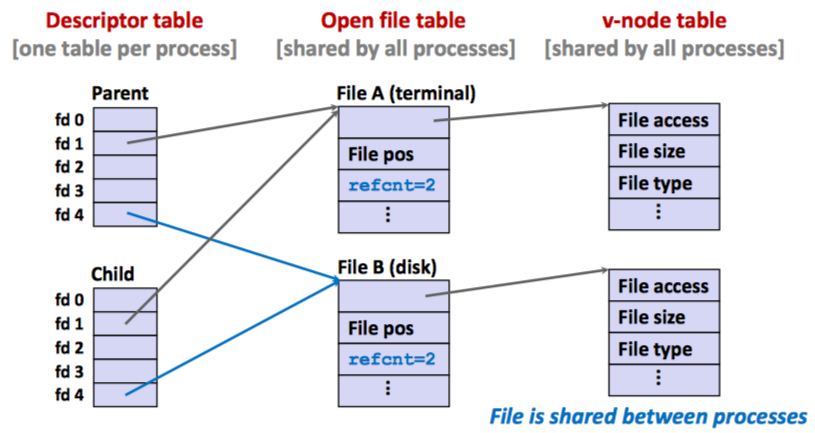 Descriptor table
[one table per process]
Open file table
[shared by all processes]
v-node table
[shared by all processes]
Parent
fd 0
fd 1
fd 2
fd 3
fd 4
File A (terminal)
File pos
refcnt=2
⋮
File access
File size
File type
⋮
Child
fd 0
fd 1
fd 2
fd 3
fd 4
File B (disk)
File pos
refcnt=2
⋮
File access
File size
File type
⋮
File is shared between processes